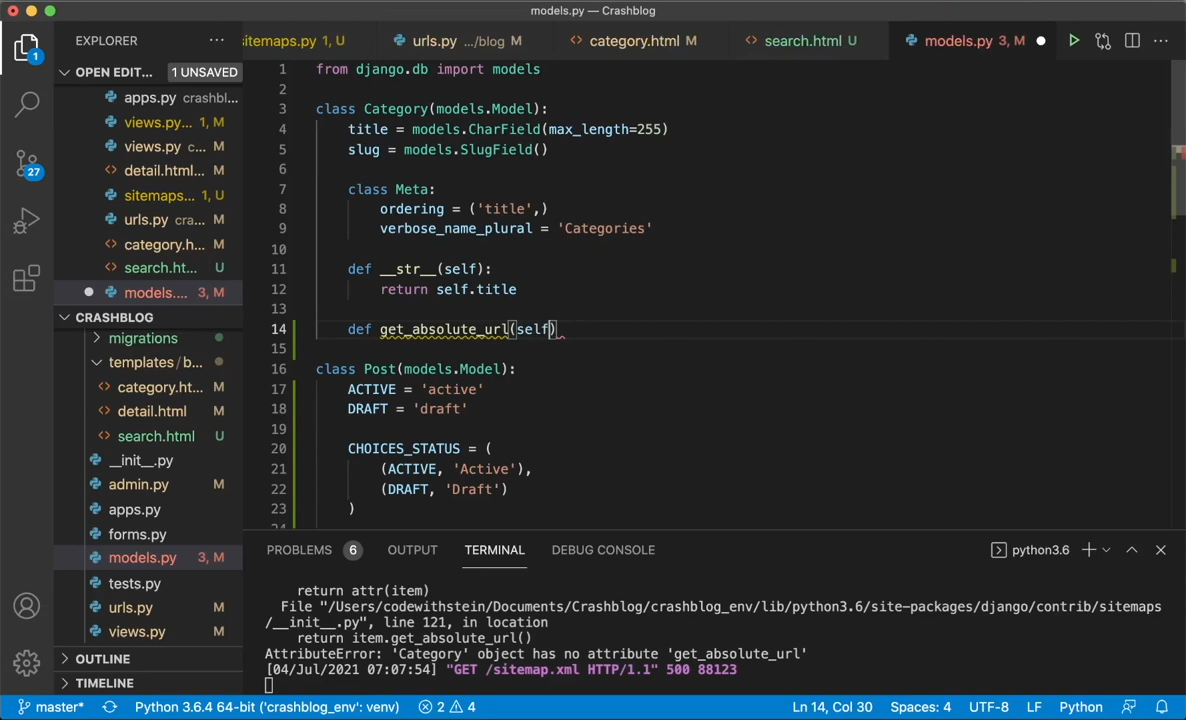 models.py — Crashblog
EXPLORER
OPEN EDIT... 1 UNSAVED
apps.py crashbl...
views.py... 1, M
views.py c... M
detail.html... M
sitemaps... 1, U
urls.py cra... M
category.h... M
search.ht... U
models.... 3, M
CRASHBLOG
migrations
templates / b...
category.ht... M
detail.html M
search.html U
__init__.py
admin.py M
apps.py
forms.py
models.py 3, M
tests.py
urls.py M
views.py M
OUTLINE
TIMELINE
1
27
sitemaps.py 1, U
urls.py .../blog M
category.html M
search.html U
models.py 3, M
1 from django.db import models
2
3 class Category(models.Model):
4 title = models.CharField(max_length=255)
5 slug = models.SlugField()
6
7 class Meta:
8 ordering = ('title',)
9 verbose_name_plural = 'Categories'
10
11 def __str__(self):
12 return self.title
13
14 def get_absolute_url(self)
15
16 class Post(models.Model):
17 ACTIVE = 'active'
18 DRAFT = 'draft'
19
20 CHOICES_STATUS = (
21 (ACTIVE, 'Active'),
22 (DRAFT, 'Draft')
23 )
24
PROBLEMS 6 OUTPUT TERMINAL DEBUG CONSOLE python3.6
return attr(item)
File "/Users/codewithstein/Documents/Crashblog/crashblog_env/lib/python3.6/site-packages/django/contrib/sitemaps
/__init__.py", line 121, in location
return item.get_absolute_url()
AttributeError: 'Category' object has no attribute 'get_absolute_url'
[04/Jul/2021 07:07:54] "GET /sitemap.xml HTTP/1.1" 500 88123
master* Python 3.6.4 64-bit ('crashblog_env': venv) 2 4 Ln 14, Col 30 Spaces: 4 UTF-8 LF Python